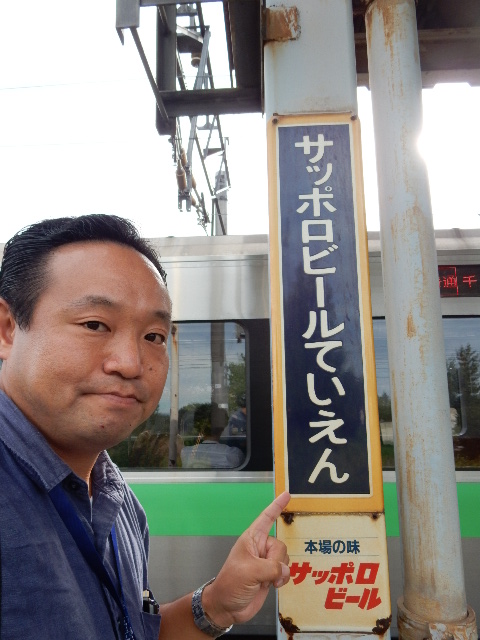 サッポロビールていえん
本場の味
サッポロ
ビール